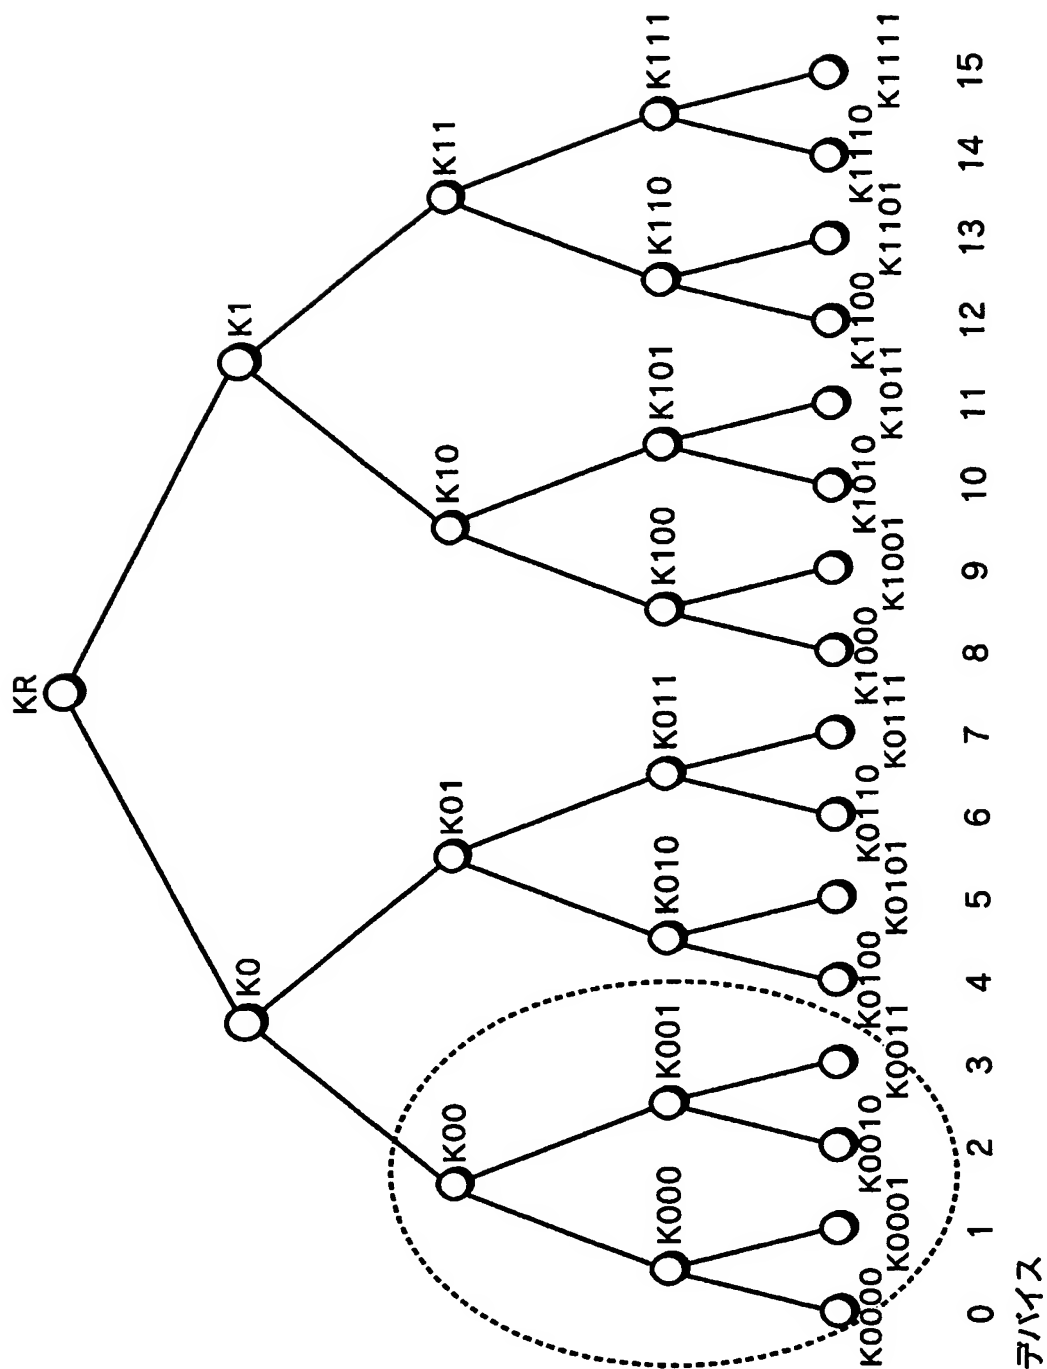 KR
K0
K1
K00
K01
K10
K11
K000
K001
K010
K011
K100
K101
K110
K111
K0000
K0001
K0010
K0011
K0100
K0101
K0110
K0111
K1000
K1001
K1010
K1011
K1100
K1101
K1110
K1111
デバイス 0 1 2 3 4 5 6 7 8 9 10 11 12 13 14 15